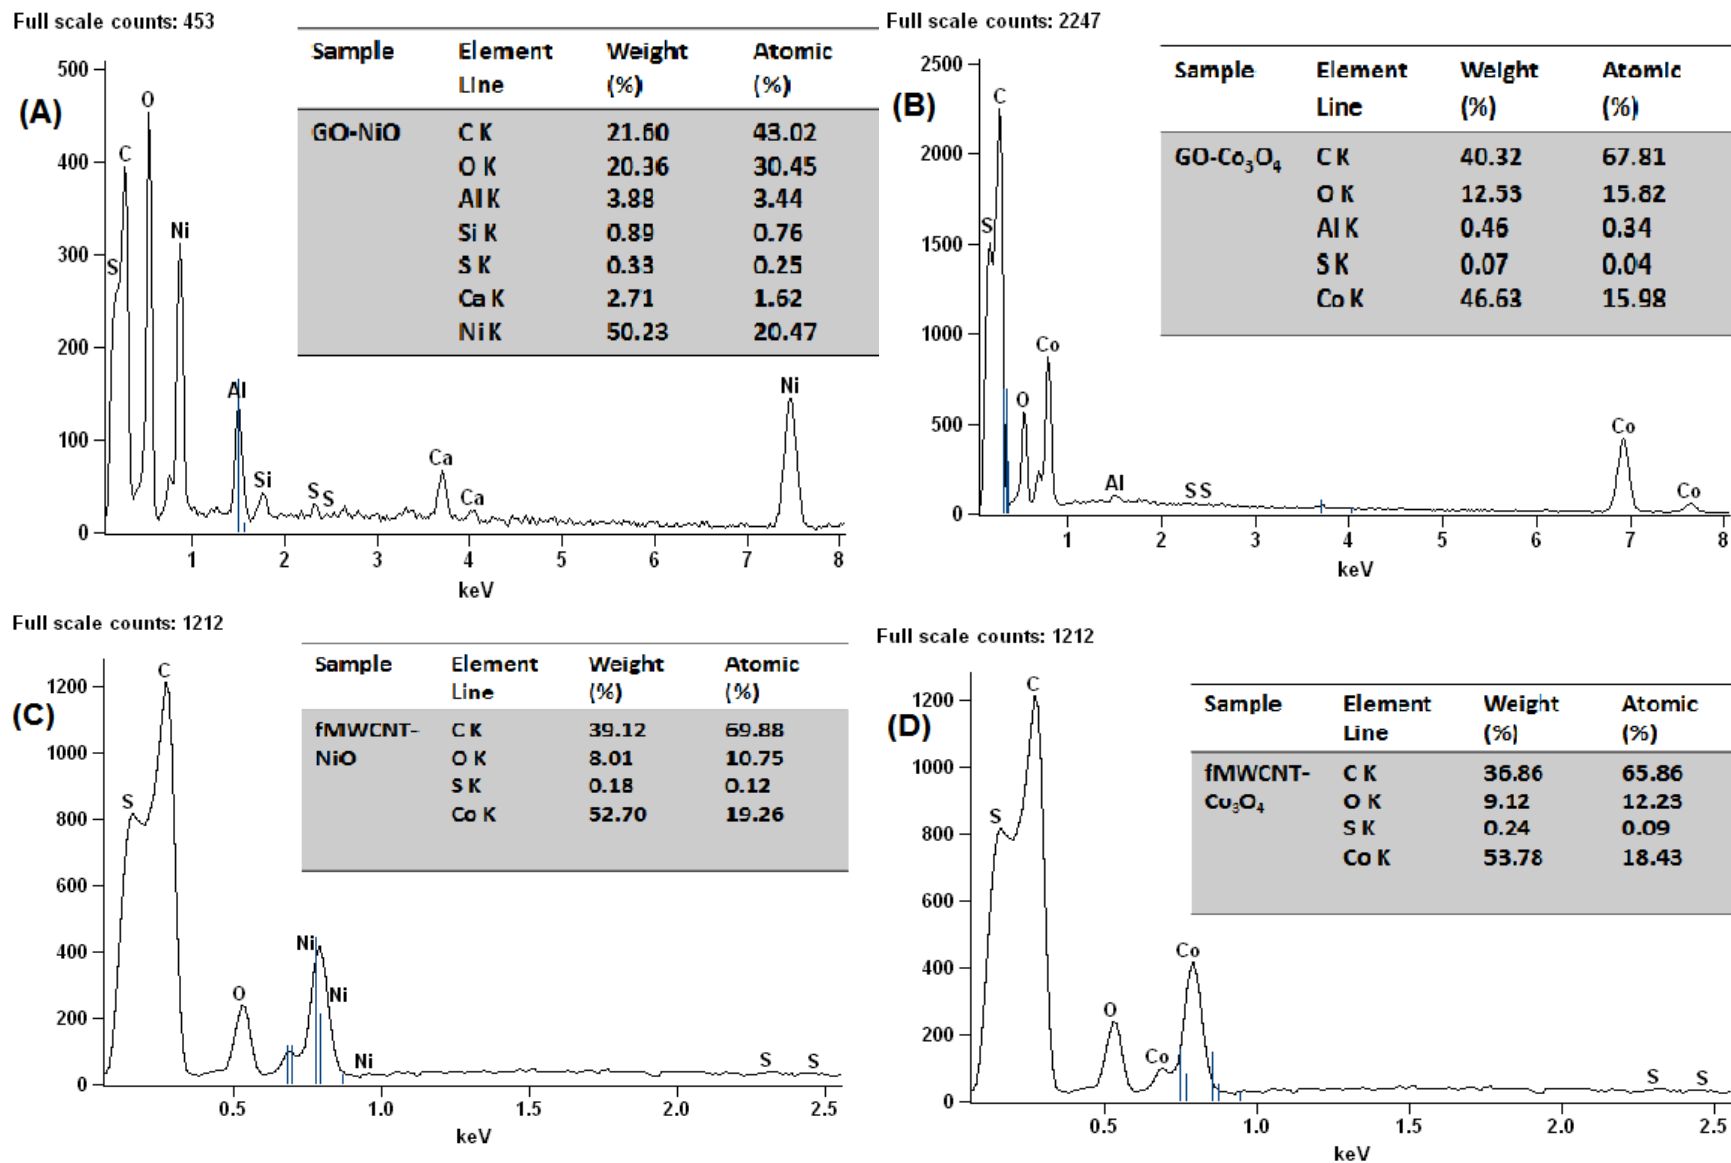 Full scale counts: 453
(A)
500
400
300
200
100
0
S
C
O
Ni
Al
Si
S
S
Ca
Ca
Ni
1 2 3 4 5 6 7 8
keV
Sample Element Line Weight (%) Atomic (%)
GO-NiO C K 21.60 43.02
O K 20.36 30.45
Al K 3.88 3.44
Si K 0.89 0.76
S K 0.33 0.25
Ca K 2.71 1.62
Ni K 50.23 20.47
Full scale counts: 2247
(B)
2500
2000
1500
1000
500
0
S
C
O
Co
Al
S S
Co
Co
1 2 3 4 5 6 7 8
keV
Sample Element Line Weight (%) Atomic (%)
GO-Co₃O₄ C K 40.32 67.81
O K 12.53 15.82
Al K 0.46 0.34
S K 0.07 0.04
Co K 46.63 15.98
Full scale counts: 1212
(C)
1200
1000
800
600
400
200
0
S
C
O
Ni
Ni
Ni
S S
0.5 1.0 1.5 2.0 2.5
keV
Sample Element Line Weight (%) Atomic (%)
fMWCNT- C K 39.12 69.88
NiO O K 8.01 10.75
S K 0.18 0.12
Co K 52.70 19.26
Full scale counts: 1212
(D)
1200
1000
800
600
400
200
0
S
C
O
Co
Co
S S
0.5 1.0 1.5 2.0 2.5
keV
Sample Element Line Weight (%) Atomic (%)
fMWCNT- C K 36.86 65.86
Co₃O₄ O K 9.12 12.23
S K 0.24 0.09
Co K 53.78 18.43